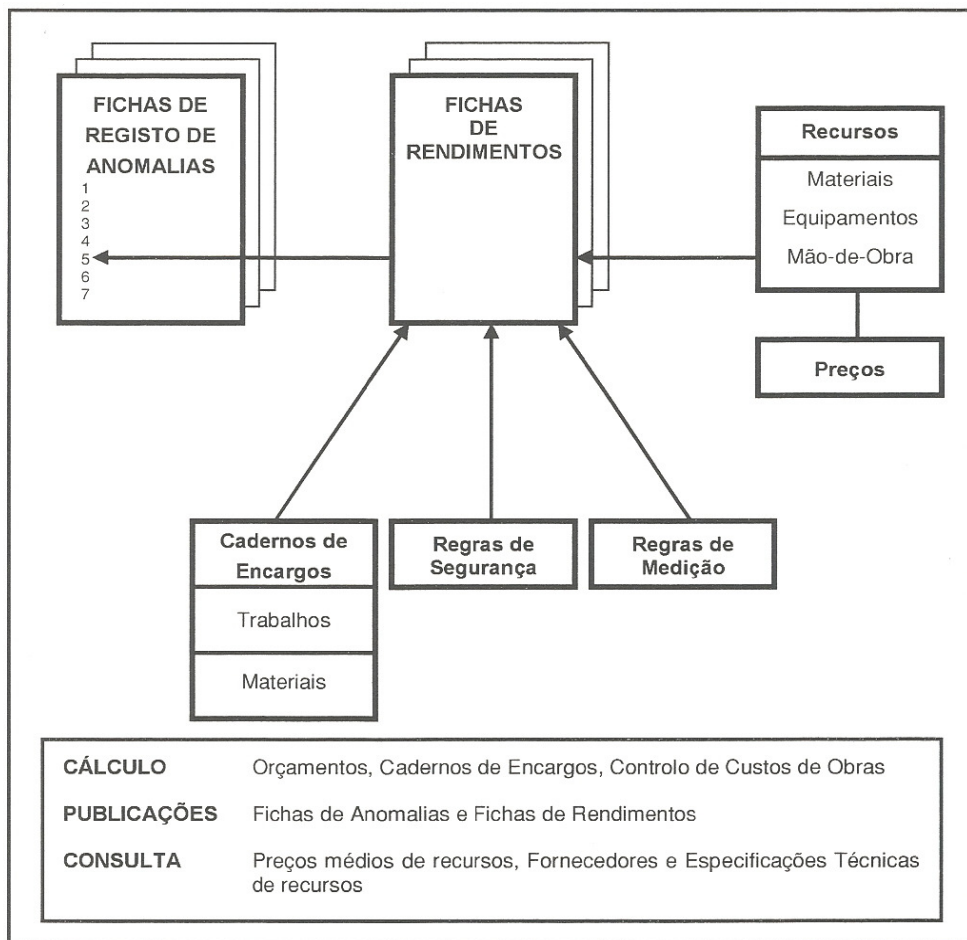 FICHAS DE
REGISTO DE
ANOMALIAS
1
2
3
4
5
6
7
FICHAS
DE
RENDIMENTOS
Recursos
Materiais
Equipamentos
Mão-de-Obra
Preços
Cadernos de
Encargos
Trabalhos
Materiais
Regras de
Segurança
Regras de
Medição
CÁLCULO Orçamentos, Cadernos de Encargos, Controlo de Custos de Obras
PUBLICAÇÕES Fichas de Anomalias e Fichas de Rendimentos
CONSULTA Preços médios de recursos, Fornecedores e Especificações Técnicas
de recursos